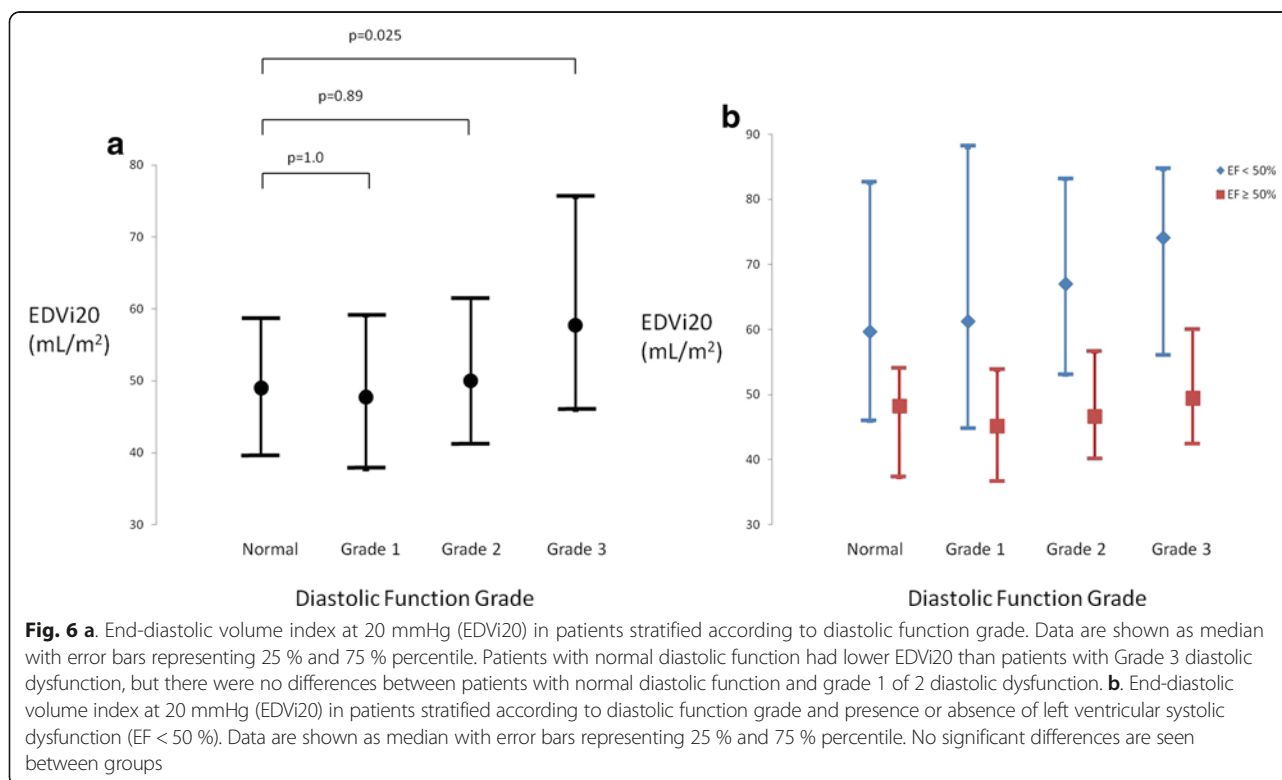 p=0.025
p=0.89
a
p=1.0
80
70
60
50
40
30
EDVi20
(mL/m²)
Normal Grade 1 Grade 2 Grade 3
Diastolic Function Grade
b
90
80
70
60
50
40
30
EF < 50%
EF ≥ 50%
EDVi20
(mL/m²)
Normal Grade 1 Grade 2 Grade 3
Diastolic Function Grade
Fig. 6 a. End-diastolic volume index at 20 mmHg (EDVi20) in patients stratified according to diastolic function grade. Data are shown as median
with error bars representing 25 % and 75 % percentile. Patients with normal diastolic function had lower EDVi20 than patients with Grade 3 diastolic
dysfunction, but there were no differences between patients with normal diastolic function and grade 1 of 2 diastolic dysfunction. b. End-diastolic
volume index at 20 mmHg (EDVi20) in patients stratified according to diastolic function grade and presence or absence of left ventricular systolic
dysfunction (EF < 50 %). Data are shown as median with error bars representing 25 % and 75 % percentile. No significant differences are seen
between groups